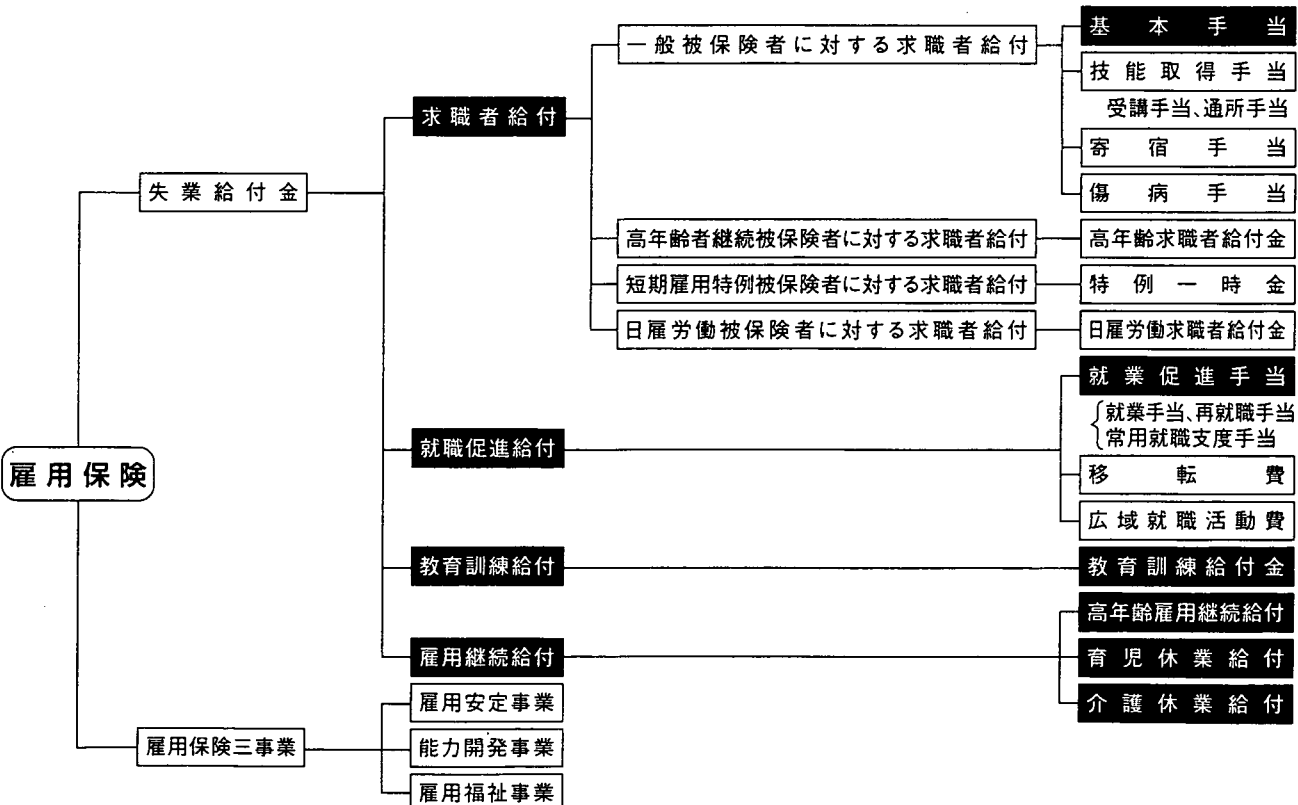 雇用保険
失業給付金
求職者給付
一般被保険者に対する求職者給付
基本手当
技能取得手当
受講手当、通所手当
寄宿手当
傷病手当
高年齢者継続被保険者に対する求職者給付
高年齢求職者給付金
短期雇用特例被保険者に対する求職者給付
特例一時金
日雇労働被保険者に対する求職者給付
日雇労働求職者給付金
就職促進給付
就業促進手当
就業手当、再就職手当
常用就職支度手当
移転費
広域就職活動費
教育訓練給付
教育訓練給付金
雇用継続給付
高年齢雇用継続給付
育児休業給付
介護休業給付
雇用保険三事業
雇用安定事業
能力開発事業
雇用福祉事業